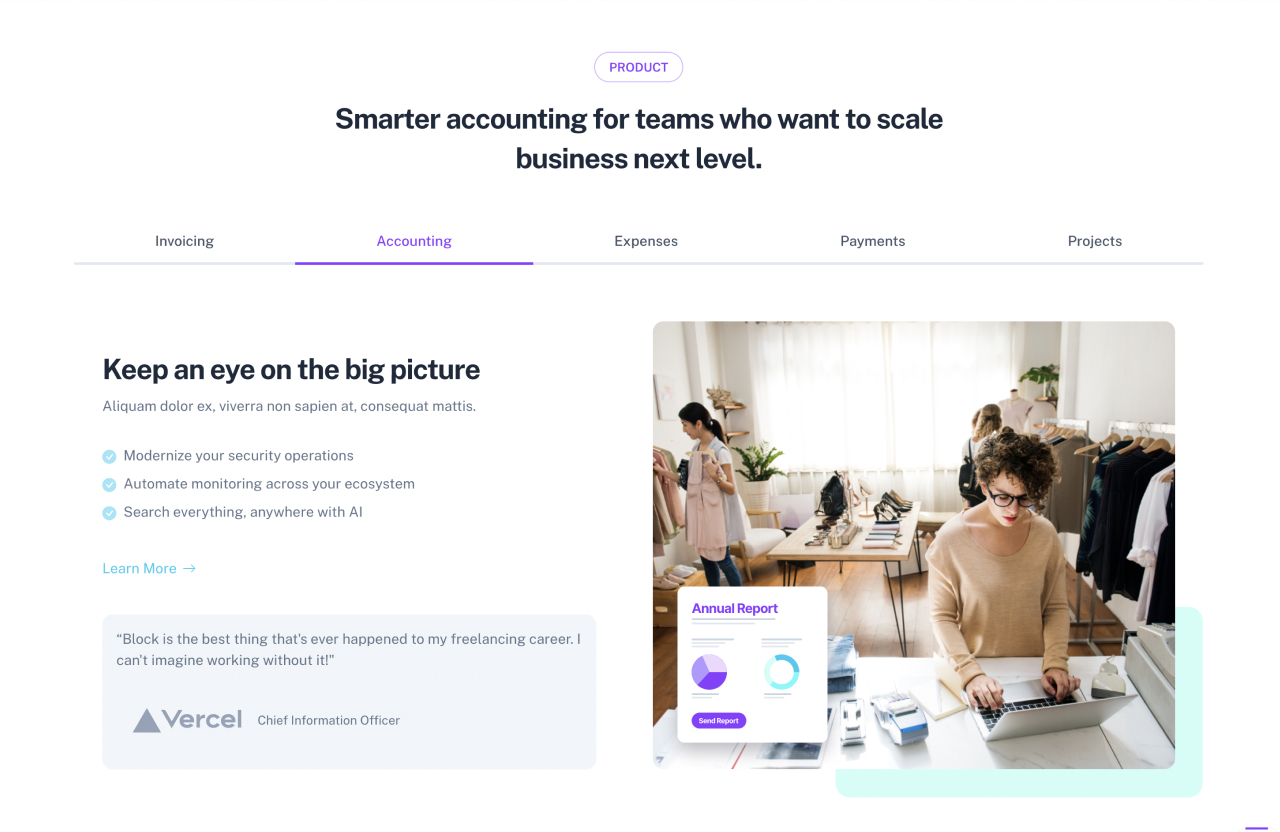 PRODUCT
Smarter accounting for teams who want to scale
business next level.
Invoicing
Accounting
Expenses
Payments
Projects
Keep an eye on the big picture
Aliquam dolor ex, viverra non sapien at, consequat mattis.
Modernize your security operations
Automate monitoring across your ecosystem
Search everything, anywhere with AI
Learn More →
“Block is the best thing that's ever happened to my freelancing career. I
can't imagine working without it!"
Vercel
Chief Information Officer
Annual Report
Send Report